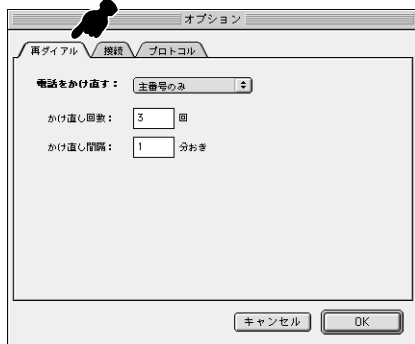 オプション
再ダイアル 接続 プロトコル
電話をかけ直す： 主番号のみ
かけ直し回数： 3 回
かけ直し間隔： 1 分おき
キャンセル OK